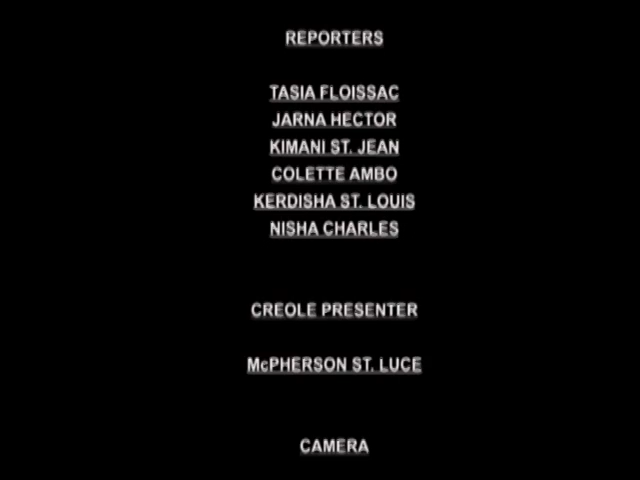 REPORTERS
TASIA FLOISSAC
JARNA HECTOR
KIMANI ST. JEAN
COLETTE AMBO
KERDISHA ST. LOUIS
NISHA CHARLES
CREOLE PRESENTER
McPHERSON ST. LUCE
CAMERA